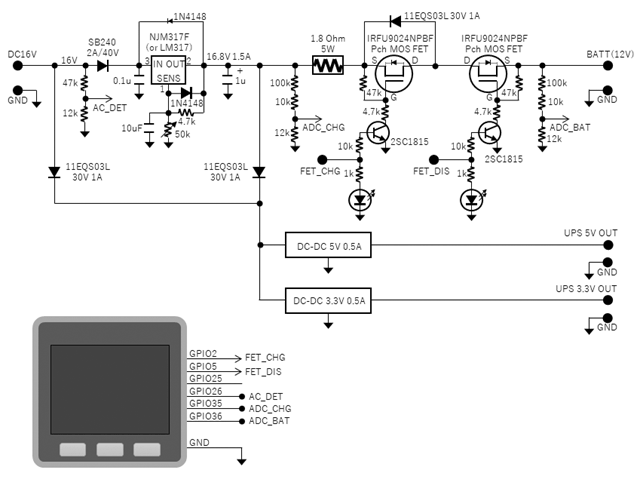 1N4148
1.8 Ohm
5W
11EQS03L 30V 1A
IRFU9024NPBF
Pch MOS FET
IRFU9024NPBF
Pch MOS FET
SB240
2A/40V
NJM317F
(or LM317)
DC16V
16V
3
IN OUT
2
SENS
1
16.8V 1.5A
+
1u
S
D
G
D
S
G
BATT(12V)
GND
47k
AC_DET
12k
0.1u
1N4148
4.7k
10uF
50k
100k
10k
ADC_CHG
12k
47k
4.7k
2SC1815
10k
FET_CHG
1k
47k
4.7k
2SC1815
10k
FET_DIS
1k
100k
10k
ADC_BAT
12k
GND
11EQS03L
30V 1A
11EQS03L
30V 1A
DC-DC 5V 0.5A
UPS 5V OUT
GND
DC-DC 3.3V 0.5A
UPS 3.3V OUT
GND
GPIO2
FET_CHG
GPIO5
FET_DIS
GPIO25
GPIO26
AC_DET
GPIO35
ADC_CHG
GPIO36
ADC_BAT
GND